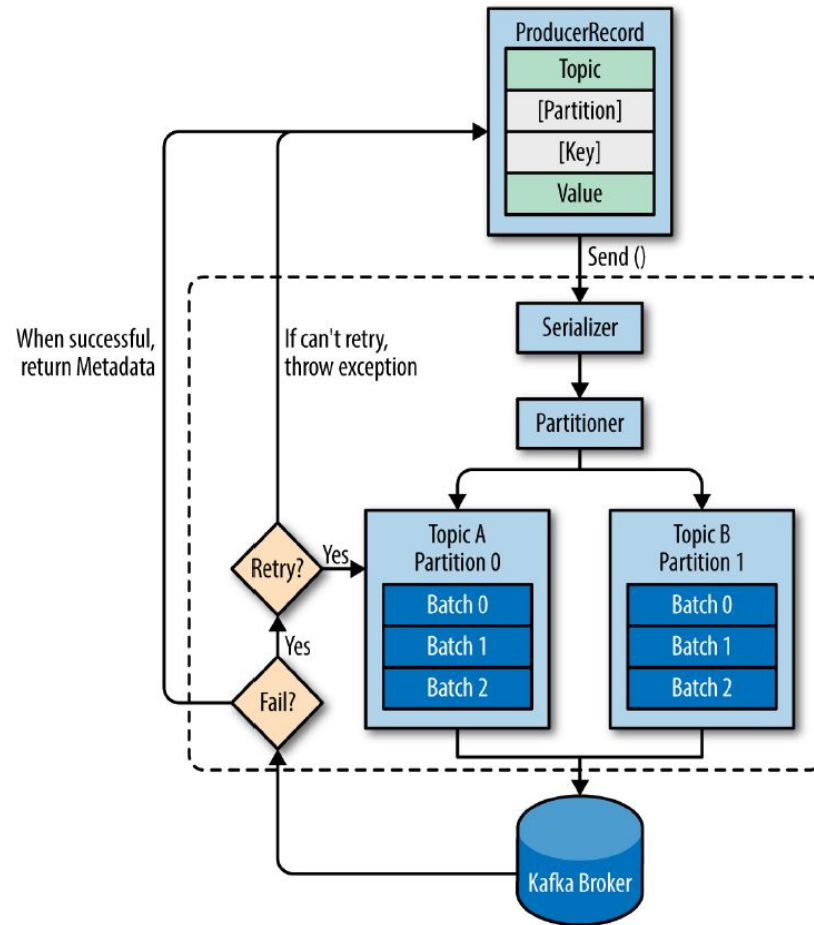 ProducerRecord
Topic
[Partition]
[Key]
Value
Send ()
Serializer
Partitioner
When successful,
return Metadata
If can't retry,
throw exception
Topic A
Partition 0
Batch 0
Batch 1
Batch 2
Topic B
Partition 1
Batch 0
Batch 1
Batch 2
Retry?
Yes
Yes
Fail?
Kafka Broker